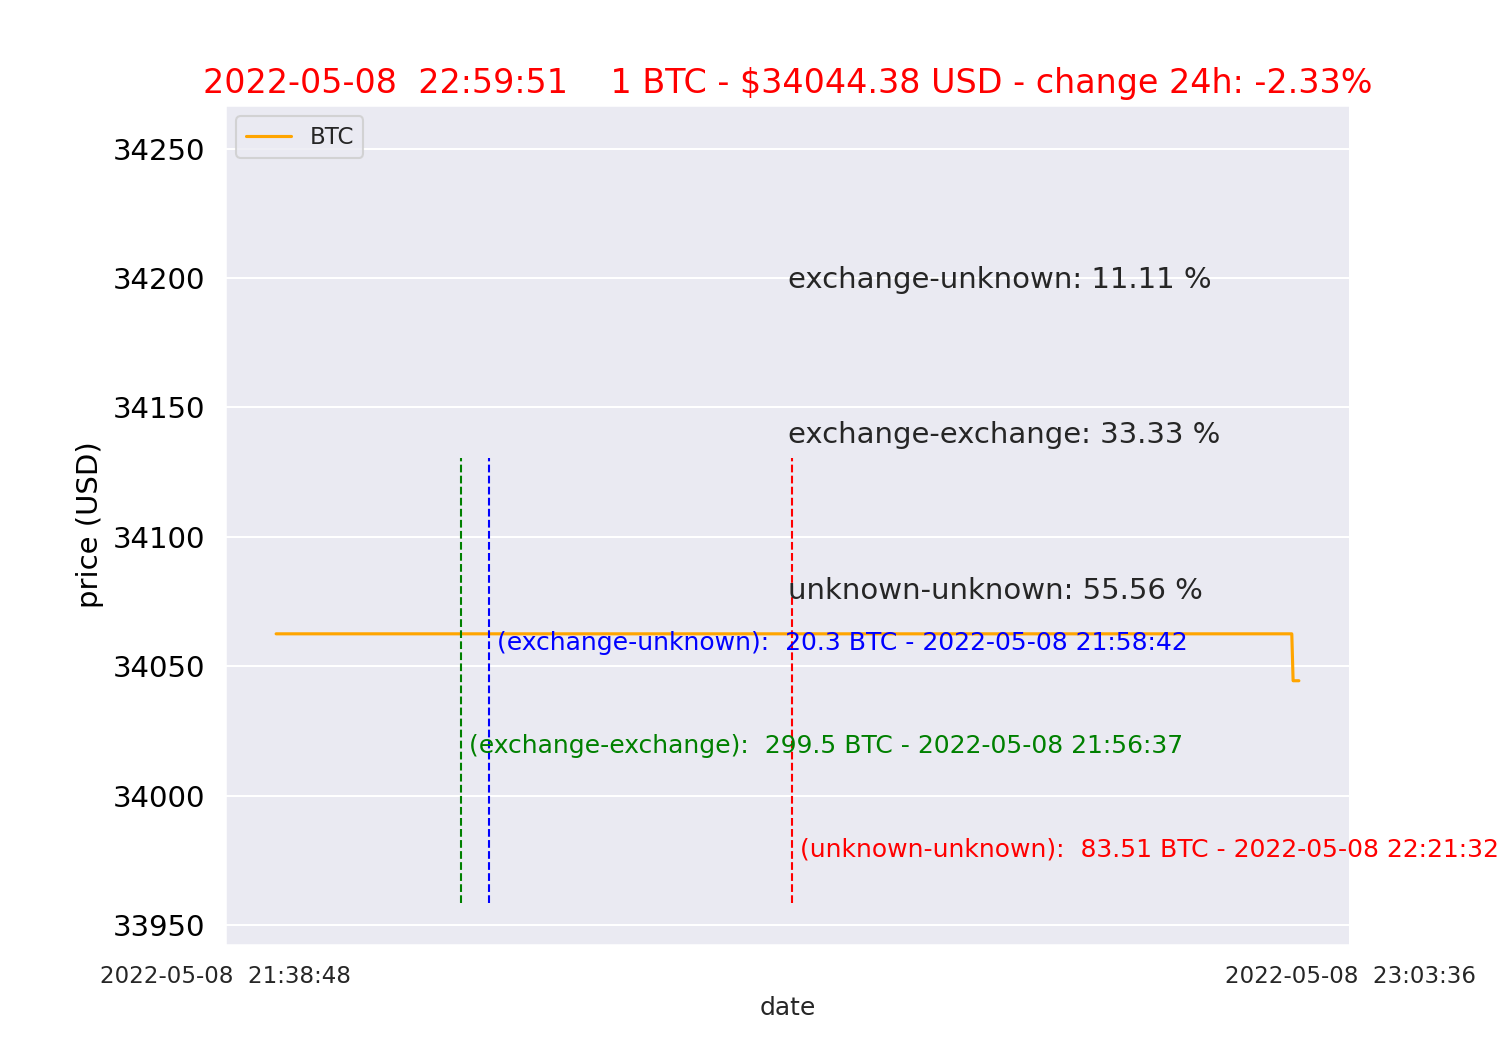 2022-05-08  22:59:51    1 BTC - $34044.38 USD - change 24h: -2.33%
BTC
34250
34200
34150
34100
34050
34000
33950
price (USD)
exchange-unknown: 11.11 %
exchange-exchange: 33.33 %
unknown-unknown: 55.56 %
(exchange-unknown):  20.3 BTC - 2022-05-08 21:58:42
(exchange-exchange):  299.5 BTC - 2022-05-08 21:56:37
(unknown-unknown):  83.51 BTC - 2022-05-08 22:21:32
2022-05-08  21:38:48
2022-05-08  23:03:36
date